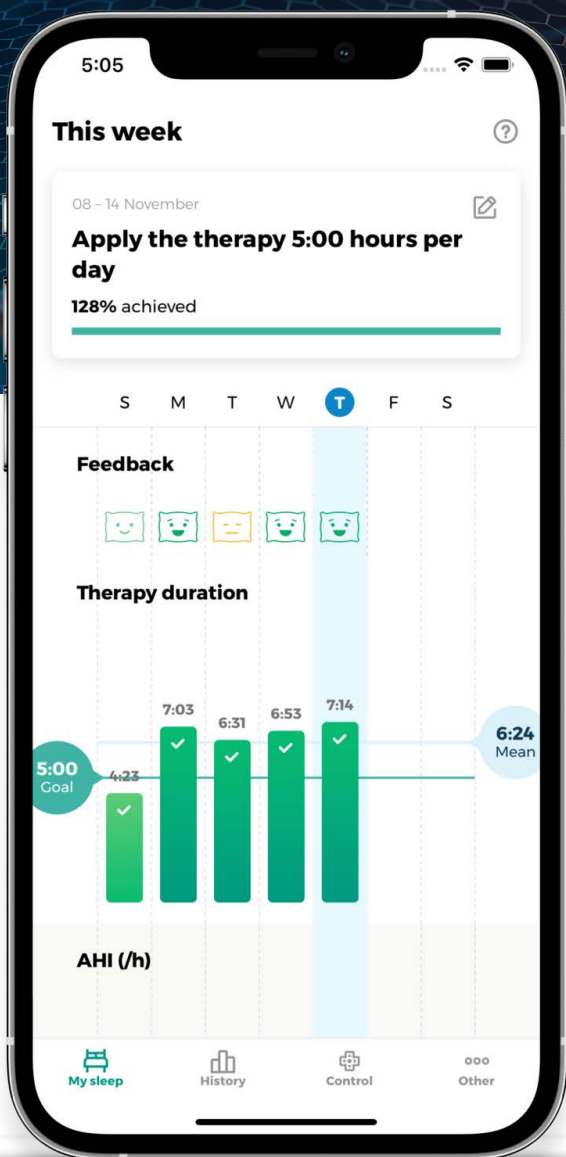 5:05
This week
08 – 14 November
Apply the therapy 5:00 hours per
day
128% achieved
S M T W T F S
Feedback
Therapy duration
7:03 6:31 6:53 7:14
6:24
Mean
5:00
Goal
4:23
AHI (/h)
My sleep History Control Other